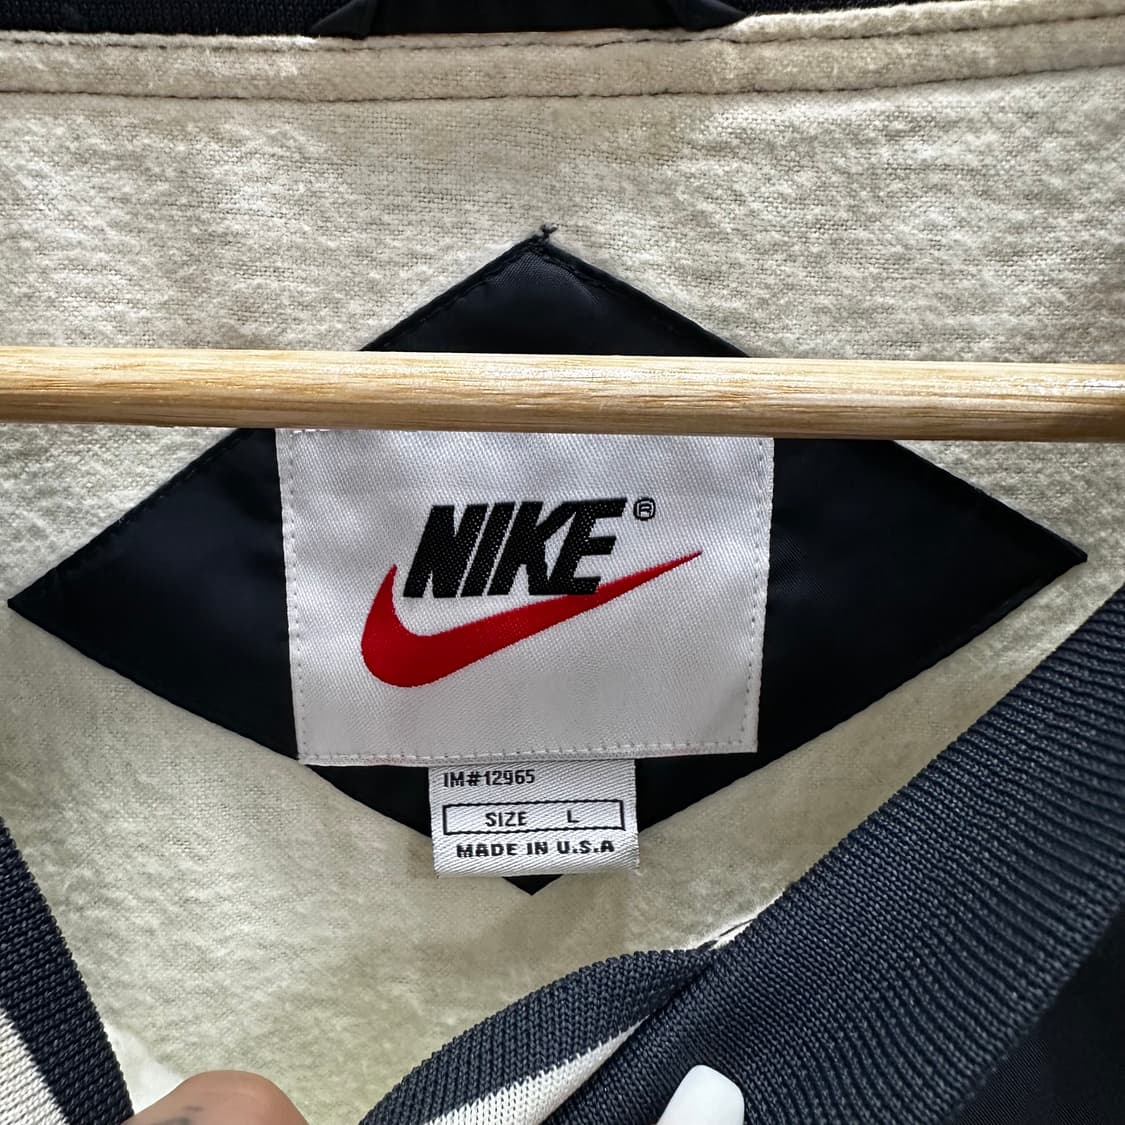 NIKE®
IM#12965
SIZE L
MADE IN U.S.A